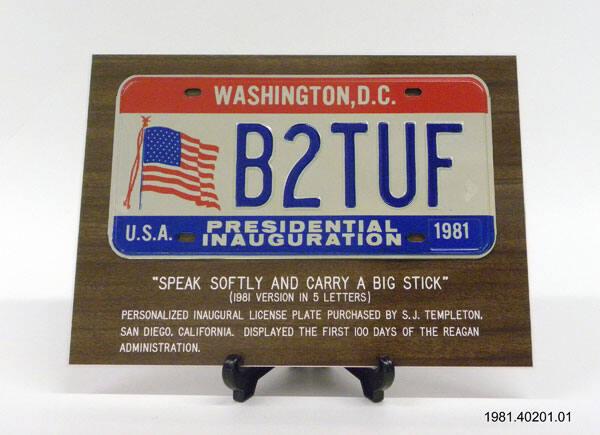 WASHINGTON, D.C.
B2TUF
U.S.A. PRESIDENTIAL INAUGURATION 1981
"SPEAK SOFTLY AND CARRY A BIG STICK"
(1981 VERSION IN 5 LETTERS)
PERSONALIZED INAUGURAL LICENSE PLATE PURCHASED BY S.J. TEMPLETON,
SAN DIEGO, CALIFORNIA. DISPLAYED THE FIRST 100 DAYS OF THE REAGAN
ADMINISTRATION.
1981.40201.01